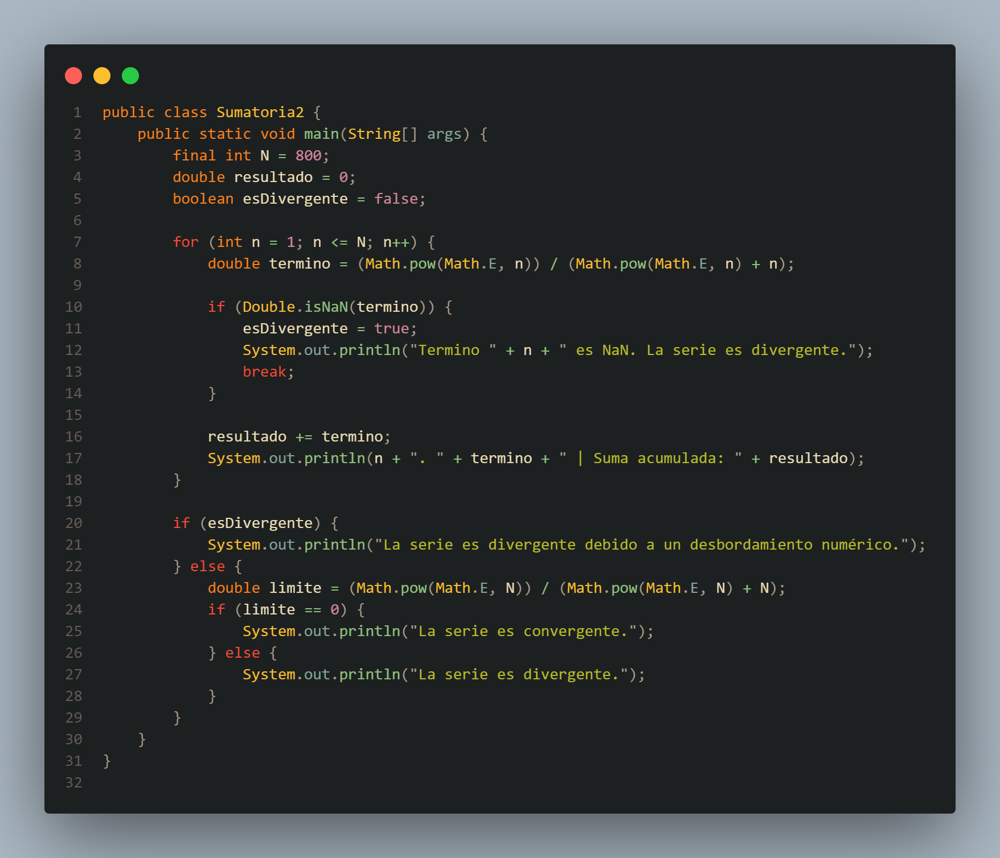 1 public class Sumatoria2 {
2     public static void main(String[] args) {
3         final int N = 800;
4         double resultado = 0;
5         boolean esDivergente = false;
6
7         for (int n = 1; n <= N; n++) {
8             double termino = (Math.pow(Math.E, n)) / (Math.pow(Math.E, n) + n);
9
10             if (Double.isNaN(termino)) {
11                 esDivergente = true;
12                 System.out.println("Termino " + n + " es NaN. La serie es divergente.");
13                 break;
14             }
15
16             resultado += termino;
17             System.out.println(n + ". " + termino + " | Suma acumulada: " + resultado);
18         }
19
20         if (esDivergente) {
21             System.out.println("La serie es divergente debido a un desbordamiento numérico.");
22         } else {
23             double limite = (Math.pow(Math.E, N)) / (Math.pow(Math.E, N) + N);
24             if (limite == 0) {
25                 System.out.println("La serie es convergente.");
26             } else {
27                 System.out.println("La serie es divergente.");
28             }
29         }
30     }
31 }
32